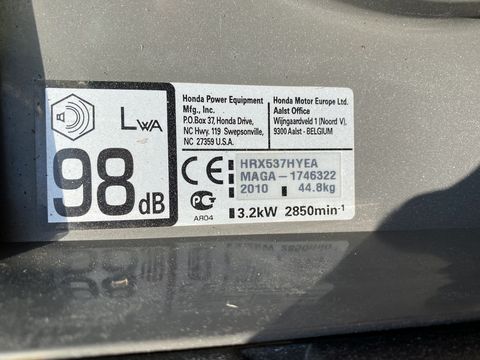 LWA
98 dB
Honda Power Equipment
Mfg., Inc.
P.O.Box 37, Honda Drive,
NC Hwy. 119 Swepsonville,
NC 27359 U.S.A.
Honda Motor Europe Ltd.
Aalst Office
Wijngaardveld 1 (Noord V),
9300 Aalst - BELGIUM
CE
HRX537HYEA
MAGA-1746322
2010 44.8kg
AR04
3.2kW 2850min-1